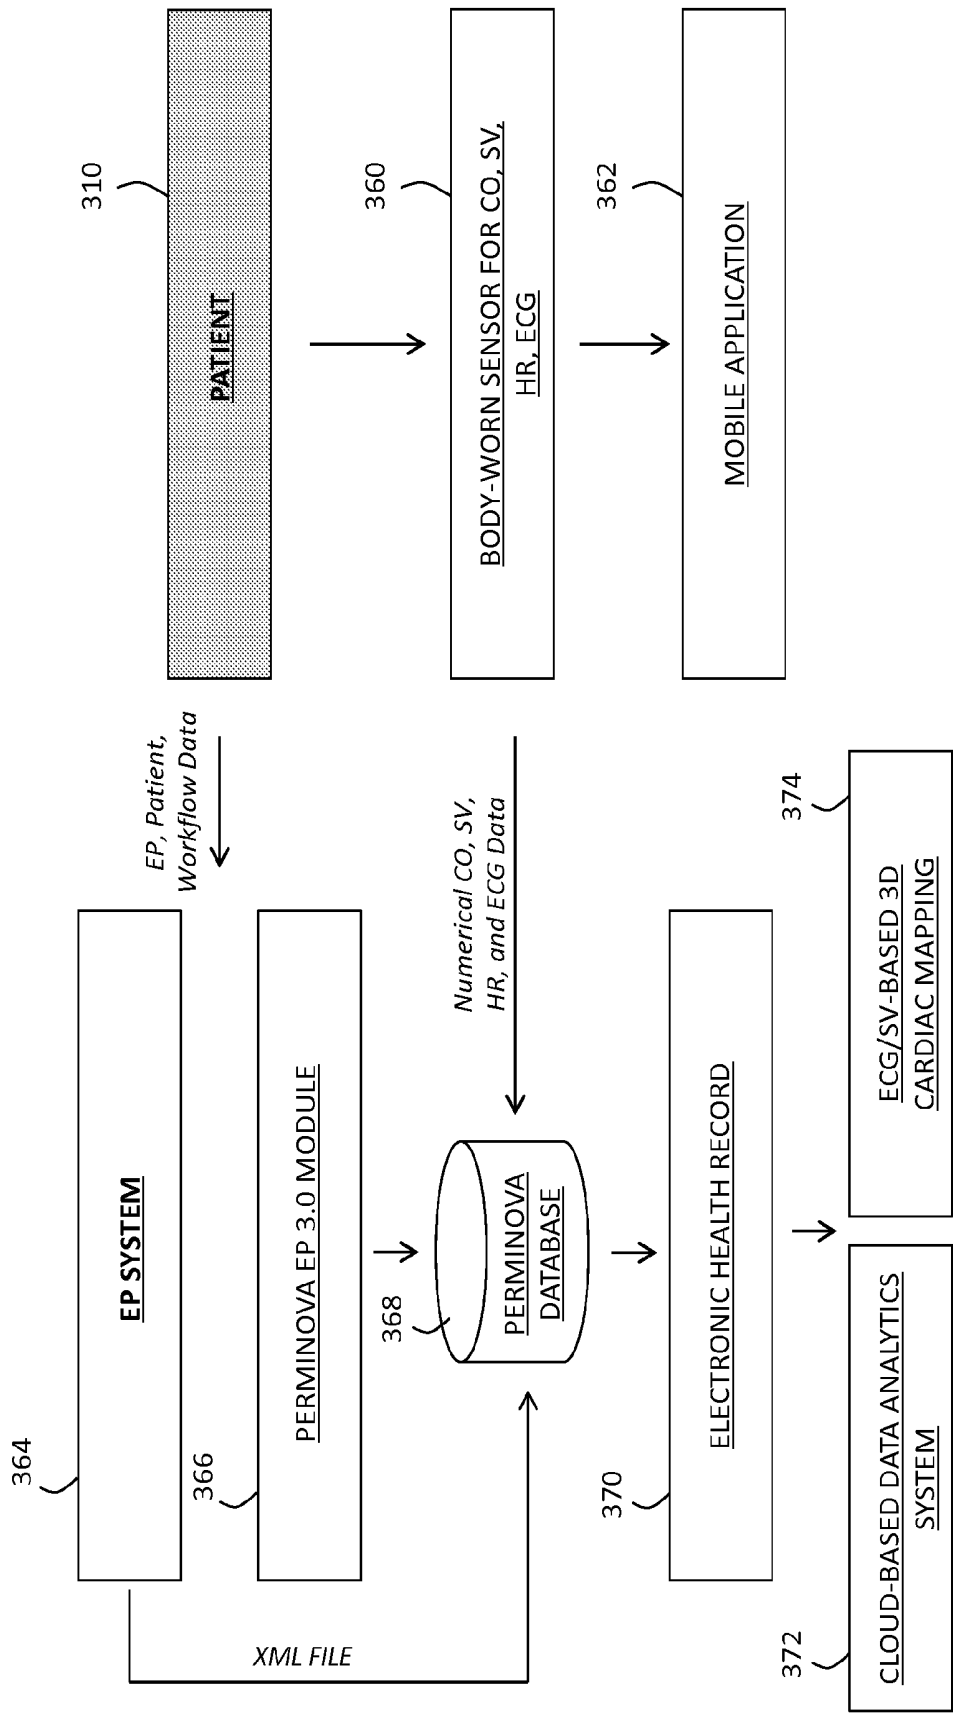 364
EP SYSTEM
366
PERMINOVA EP 3.0 MODULE
XML FILE
368
PERMINOVA
DATABASE
370
ELECTRONIC HEALTH RECORD
372
CLOUD-BASED DATA ANALYTICS
SYSTEM
374
ECG/SV-BASED 3D
CARDIAC MAPPING
EP, Patient,
Workflow Data
Numerical CO, SV,
HR, and ECG Data
310
PATIENT
360
BODY-WORN SENSOR FOR CO, SV,
HR, ECG
362
MOBILE APPLICATION